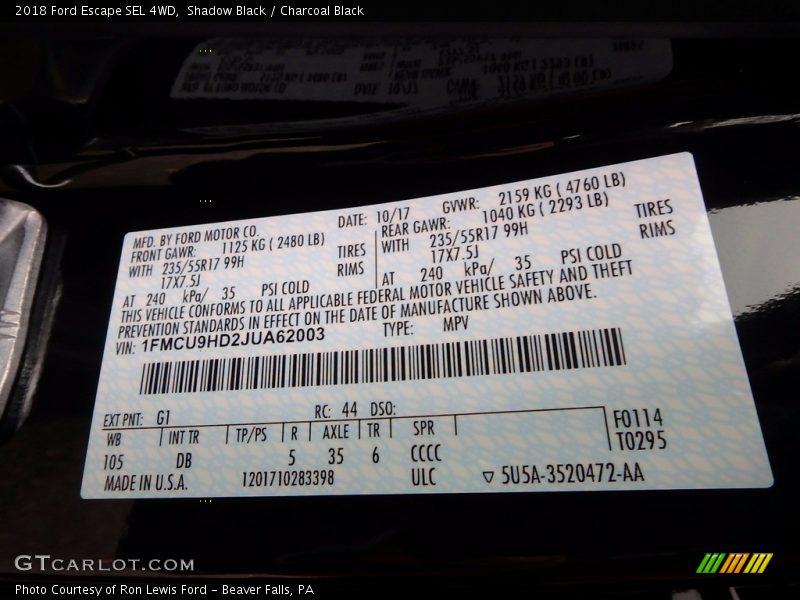 2018 Ford Escape SEL 4WD, Shadow Black / Charcoal Black
MFD. BY FORD MOTOR CO. DATE: 10/17 GVWR: 2159 KG ( 4760 LB)
FRONT GAWR: 1125 KG ( 2480 LB) REAR GAWR: 1040 KG ( 2293 LB)
WITH 235/55R17 99H TIRES WITH 235/55R17 99H TIRES
17X7.5J RIMS 17X7.5J RIMS
AT 240 kPa/ 35 PSI COLD AT 240 kPa/ 35 PSI COLD
THIS VEHICLE CONFORMS TO ALL APPLICABLE FEDERAL MOTOR VEHICLE SAFETY AND THEFT
PREVENTION STANDARDS IN EFFECT ON THE DATE OF MANUFACTURE SHOWN ABOVE.
VIN: 1FMCU9HD2JUA62003 TYPE: MPV
EXT PNT: G1 RC: 44 DSO: F0114
WB INT TR TP/PS R AXLE TR SPR T0295
105 DB 5 35 6 CCCC
MADE IN U.S.A. 1201710283398 ULC ▽ 5U5A-3520472-AA
GTCARLOT.COM
Photo Courtesy of Ron Lewis Ford - Beaver Falls, PA